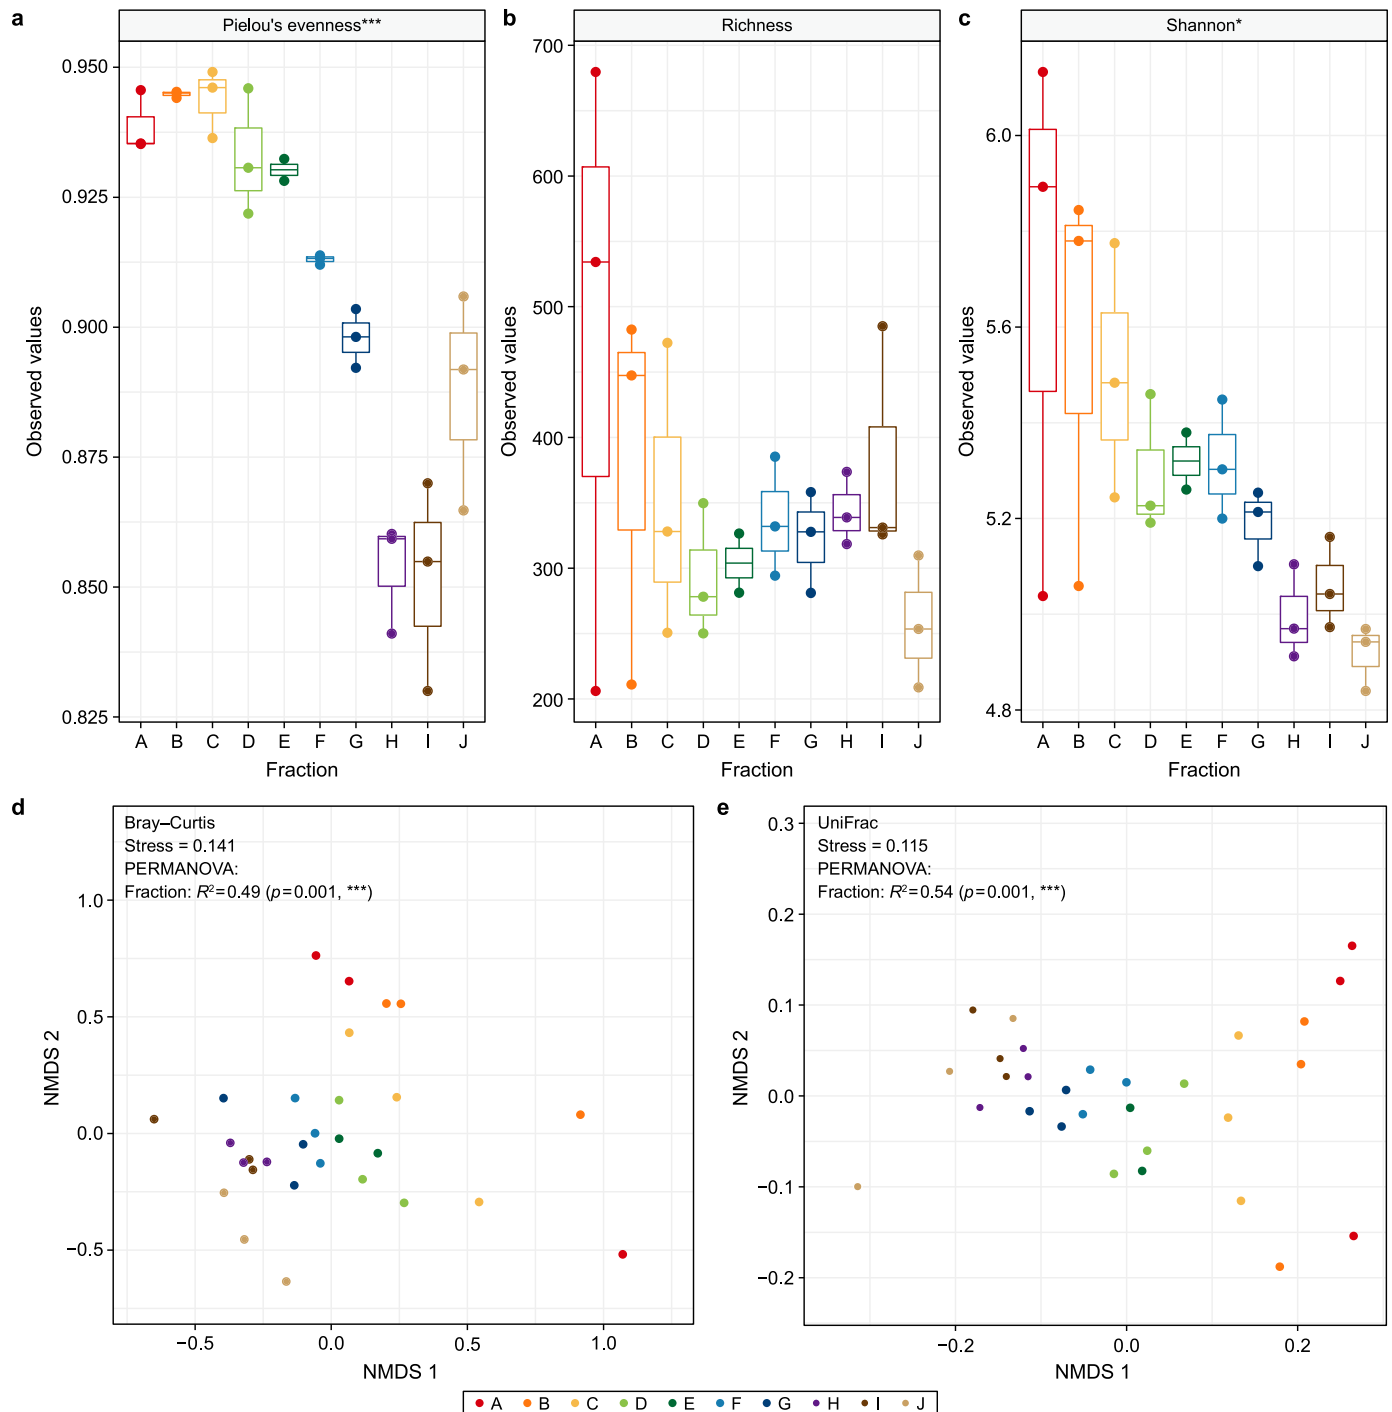 a
Pielou's evenness***
0.950
0.925
0.900
0.875
0.850
0.825
Observed values
A B C D E F G H I J
Fraction
b
Richness
700
600
500
400
300
200
Observed values
A B C D E F G H I J
Fraction
c
Shannon*
6.0
5.6
5.2
4.8
Observed values
A B C D E F G H I J
Fraction
d
Bray–Curtis
Stress = 0.141
PERMANOVA:
Fraction: R²=0.49 (p=0.001, ***)
1.0
0.5
0.0
−0.5
NMDS 2
−0.5 0.0 0.5 1.0
NMDS 1
e
UniFrac
Stress = 0.115
PERMANOVA:
Fraction: R²=0.54 (p=0.001, ***)
0.3
0.2
0.1
0.0
−0.1
−0.2
NMDS 2
−0.2 0.0 0.2
NMDS 1
A B C D E F G H I J